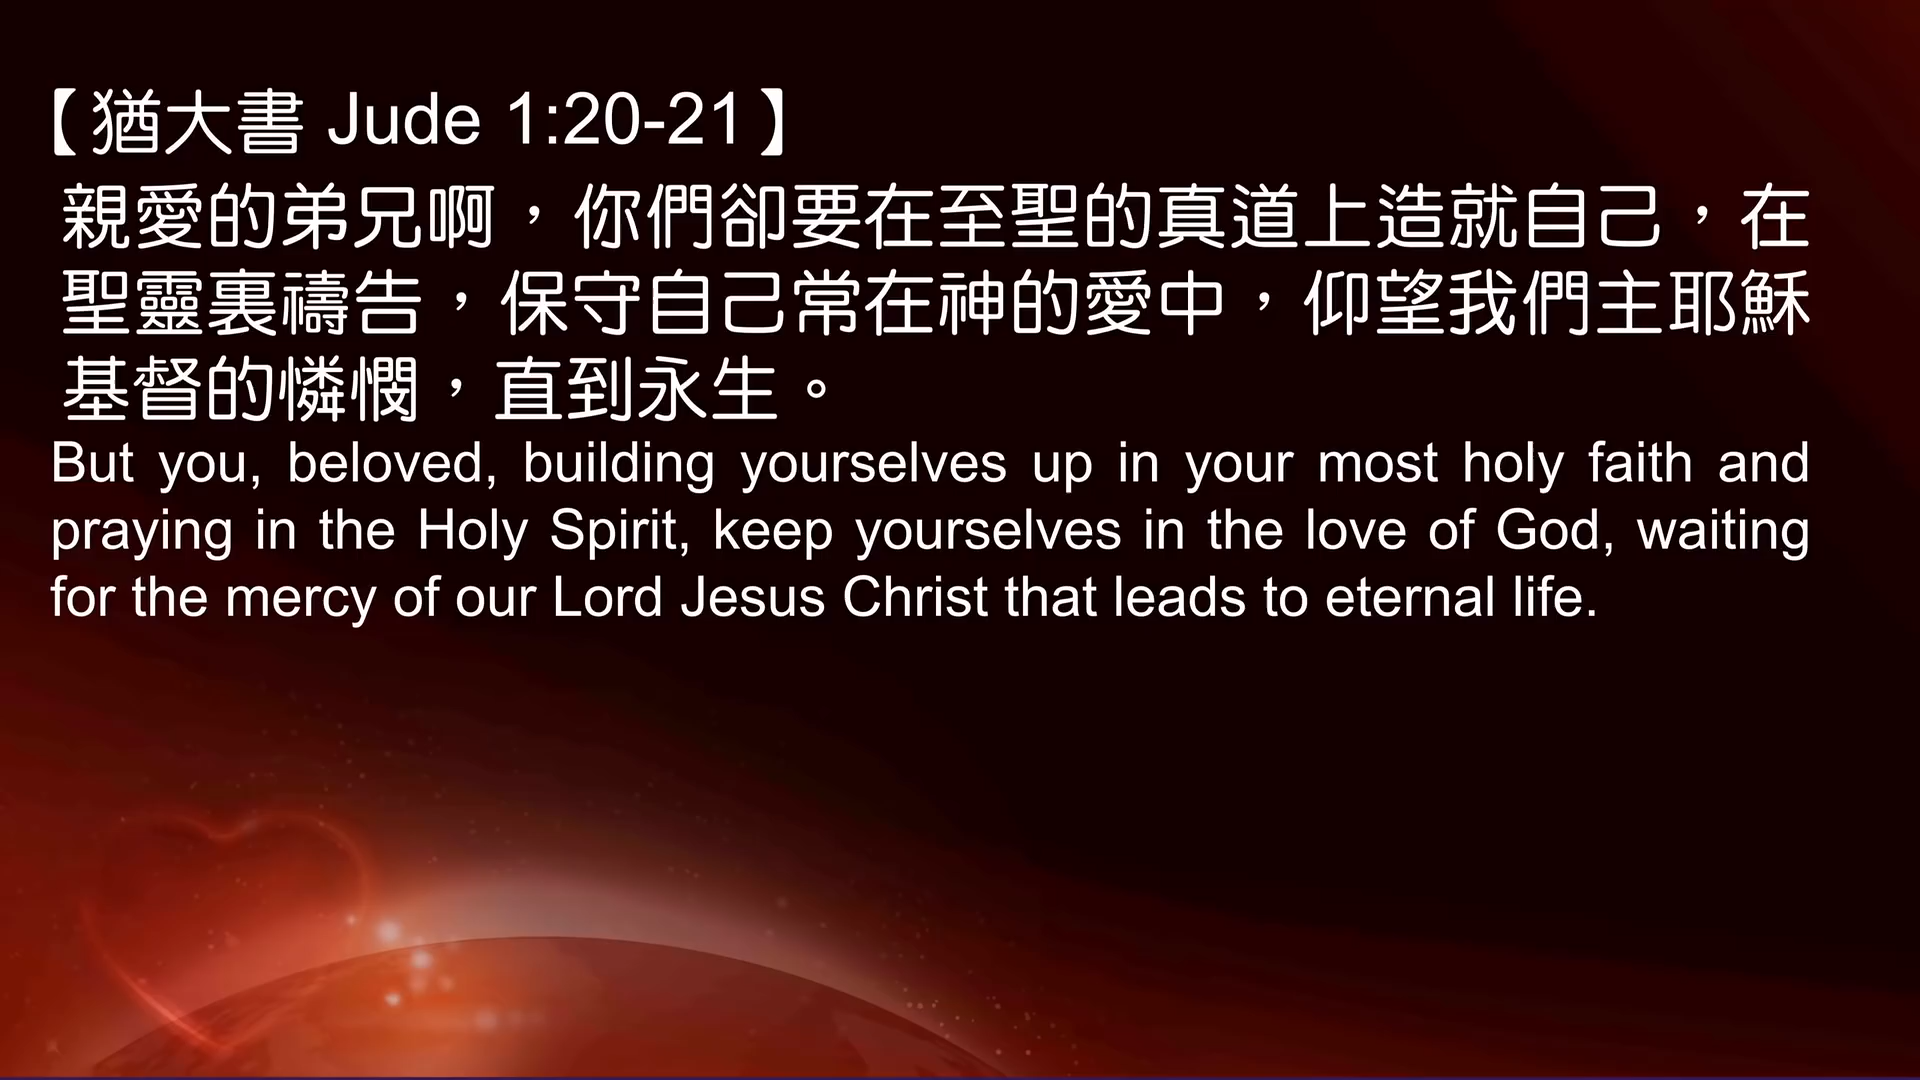 【猶大書 Jude 1:20-21】
親愛的弟兄啊，你們卻要在至聖的真道上造就自己，在
聖靈裏禱告，保守自己常在神的愛中，仰望我們主耶穌
基督的憐憫，直到永生。
But you, beloved, building yourselves up in your most holy faith and
praying in the Holy Spirit, keep yourselves in the love of God, waiting
for the mercy of our Lord Jesus Christ that leads to eternal life.